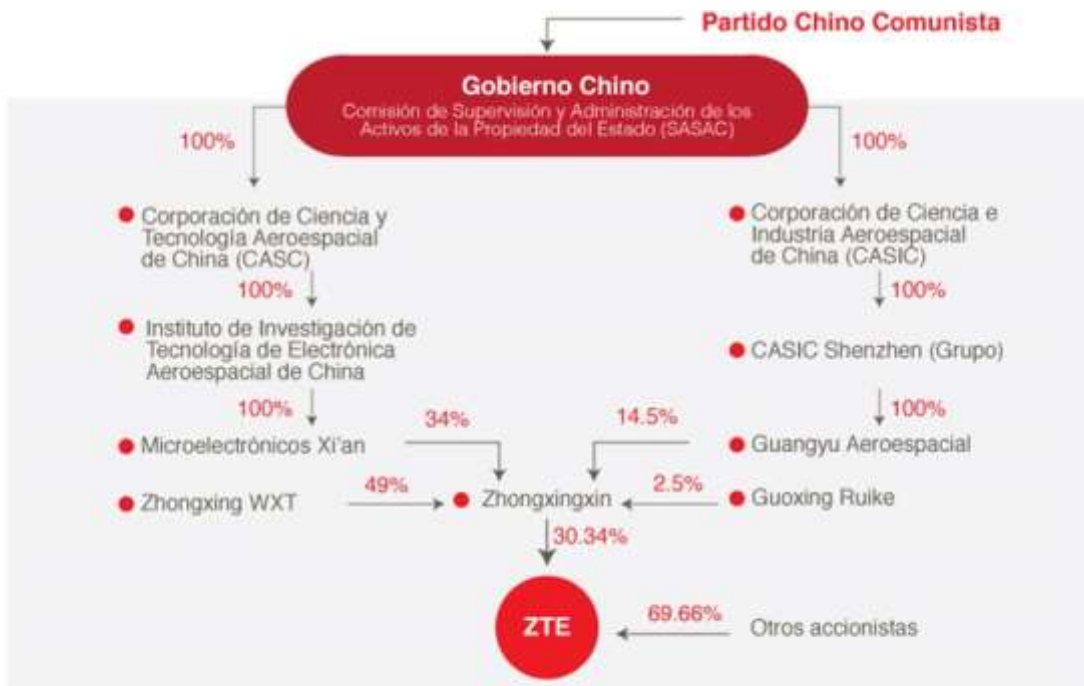 Partido Chino Comunista
Gobierno Chino
Comisión de Supervisión y Administración de los
Activos de la Propiedad del Estado (SASAC)
100%
100%
Corporación de Ciencia y
Tecnología Aeroespacial
de China (CASC)
Corporación de Ciencia e
Industria Aeroespacial
de China (CASIC)
100%
100%
Instituto de Investigación de
Tecnología de Electrónica
Aeroespacial de China
CASIC Shenzhen (Grupo)
100%
100%
34%
14.5%
Microelectrónicos Xi'an
Guangyu Aeroespacial
49%
2.5%
Zhongxing WXT
Zhongxingxin
Guoxing Ruike
30.34%
ZTE
69.66%
Otros accionistas